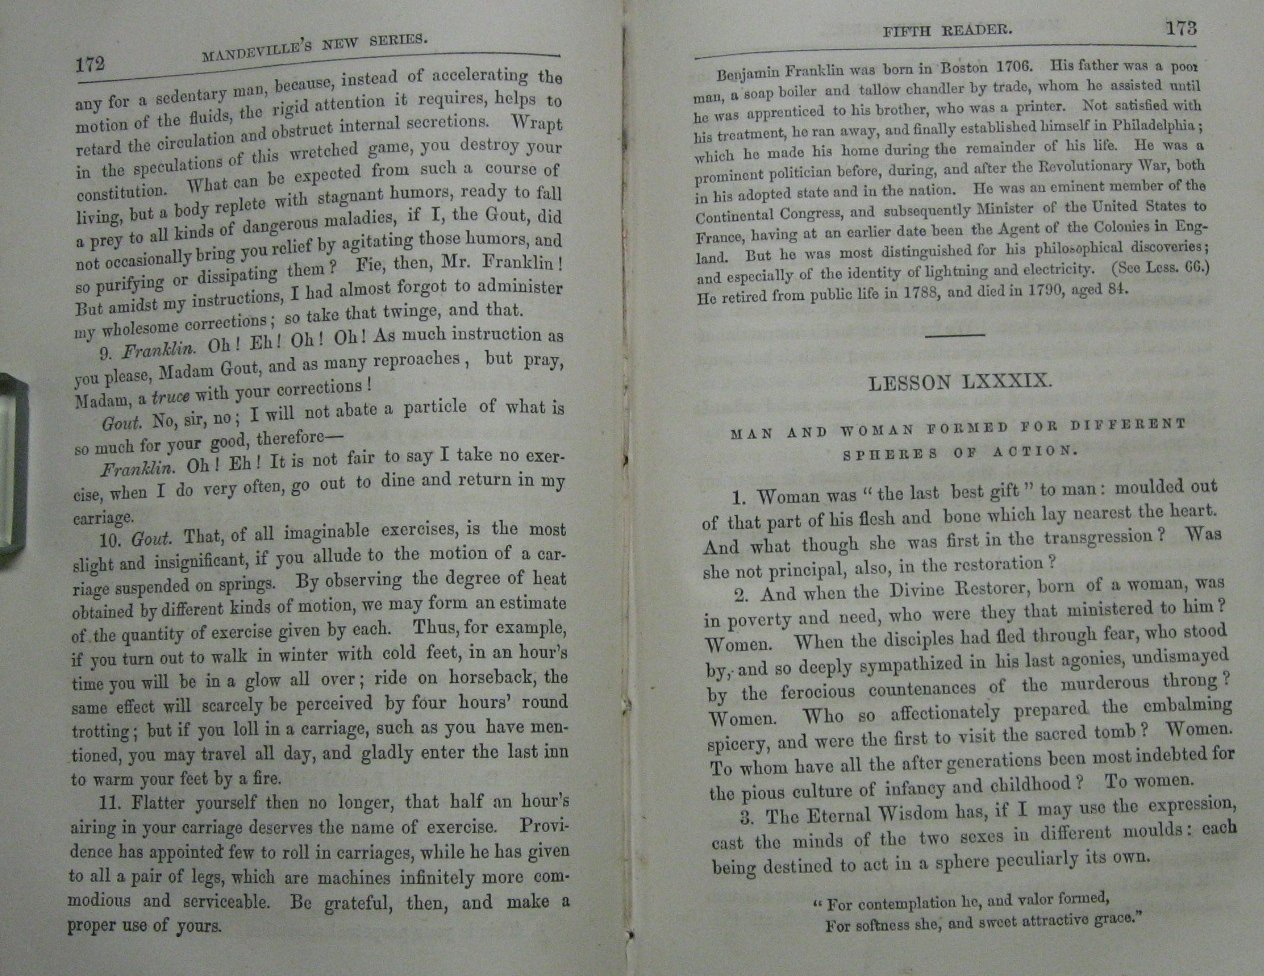 172 MANDEVILLE'S NEW SERIES.
any for a sedentary man, because, instead of accelerating the
motion of the fluids, the rigid attention it requires, helps to
retard the circulation and obstruct internal secretions. Wrapt
in the speculations of this wretched game, you destroy your
constitution. What can be expected from such a course of
living, but a body replete with stagnant humors, ready to fall
a prey to all kinds of dangerous maladies, if I, the Gout, did
not occasionally bring you relief by agitating those humors, and
so purifying or dissipating them? Fie, then, Mr. Franklin!
But amidst my instructions, I had almost forgot to administer
my wholesome corrections; so take that twinge, and that.
9. Franklin. Oh! Eh! Oh! Oh! Oh! As much instruction as
you please, Madam Gout, and as many reproaches, but pray,
Madam, a truce with your corrections!
Gout. No, sir, no; I will not abate a particle of what is
so much for your good, therefore—
Franklin. Oh! Eh! It is not fair to say I take no exer-
cise, when I do very often, go out to dine and return in my
carriage.
10. Gout. That, of all imaginable exercises, is the most
slight and insignificant, if you allude to the motion of a car-
riage suspended on springs. By observing the degree of heat
obtained by different kinds of motion, we may form an estimate
of the quantity of exercise given by each. Thus, for example,
if you turn out to walk in winter with cold feet, in an hour's
time you will be in a glow all over; ride on horseback, the
same effect will scarcely be perceived by four hours' round
trotting; but if you loll in a carriage, such as you have men-
tioned, you may travel all day, and gladly enter the last inn
to warm your feet by a fire.
11. Flatter yourself then no longer, that half an hour's
airing in your carriage deserves the name of exercise. Provi-
dence has appointed few to roll in carriages, while he has given
to all a pair of legs, which are machines infinitely more com-
modious and serviceable. Be grateful, then, and make a
proper use of yours.
FIFTH READER. 173
Benjamin Franklin was born in Boston 1706. His father was a poor
man, a soap boiler and tallow chandler by trade, whom he assisted until
he was apprenticed to his brother, who was a printer. Not satisfied with
his treatment, he ran away, and finally established himself in Philadelphia;
which he made his home during the remainder of his life. He was a
prominent politician before, during, and after the Revolutionary War, both
in his adopted state and in the nation. He was an eminent member of the
Continental Congress, and subsequently Minister of the United States to
France, having at an earlier date been the Agent of the Colonies in Eng-
land. But he was most distinguished for his philosophical discoveries;
and especially of the identity of lightning and electricity. (See Less. 66.)
He retired from public life in 1788, and died in 1790, aged 84.
LESSON LXXXIX.
MAN AND WOMAN FORMED FOR DIFFERENT
SPHERES OF ACTION.
1. Woman was "the last best gift" to man: moulded out
of that part of his flesh and bone which lay nearest the heart.
And what though she was first in the transgression? Was
she not principal, also, in the restoration?
2. And when the Divine Restorer, born of a woman, was
in poverty and need, who were they that ministered to him?
Women. When the disciples had fled through fear, who stood
by, and so deeply sympathized in his last agonies, undismayed
by the ferocious countenances of the murderous throng?
Women. Who so affectionately prepared the embalming
spicery, and were the first to visit the sacred tomb? Women.
To whom have all the after generations been most indebted for
the pious culture of infancy and childhood? To women.
3. The Eternal Wisdom has, if I may use the expression,
cast the minds of the two sexes in different moulds: each
being destined to act in a sphere peculiarly its own.
"For contemplation he, and valor formed,
For softness she, and sweet attractive grace."